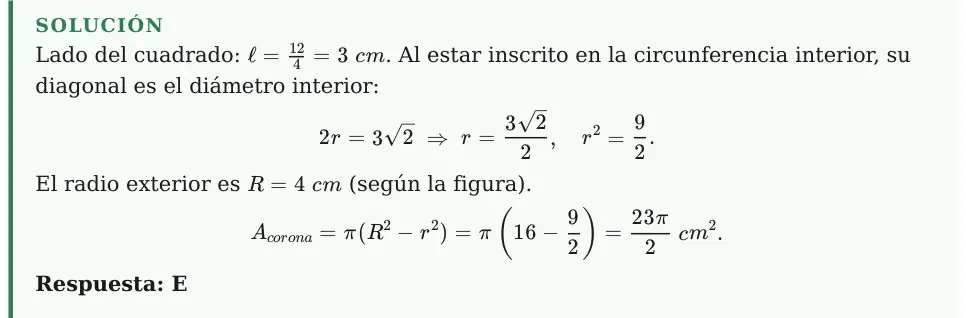 SOLUCIÓN
Lado del cuadrado: ℓ = 12/4 = 3 cm. Al estar inscrito en la circunferencia interior, su
diagonal es el diámetro interior:
2r = 3√2 ⇒ r = 3√2/2, r² = 9/2.
El radio exterior es R = 4 cm (según la figura).
A_corona = π(R² − r²) = π(16 − 9/2) = 23π/2 cm².
Respuesta: E